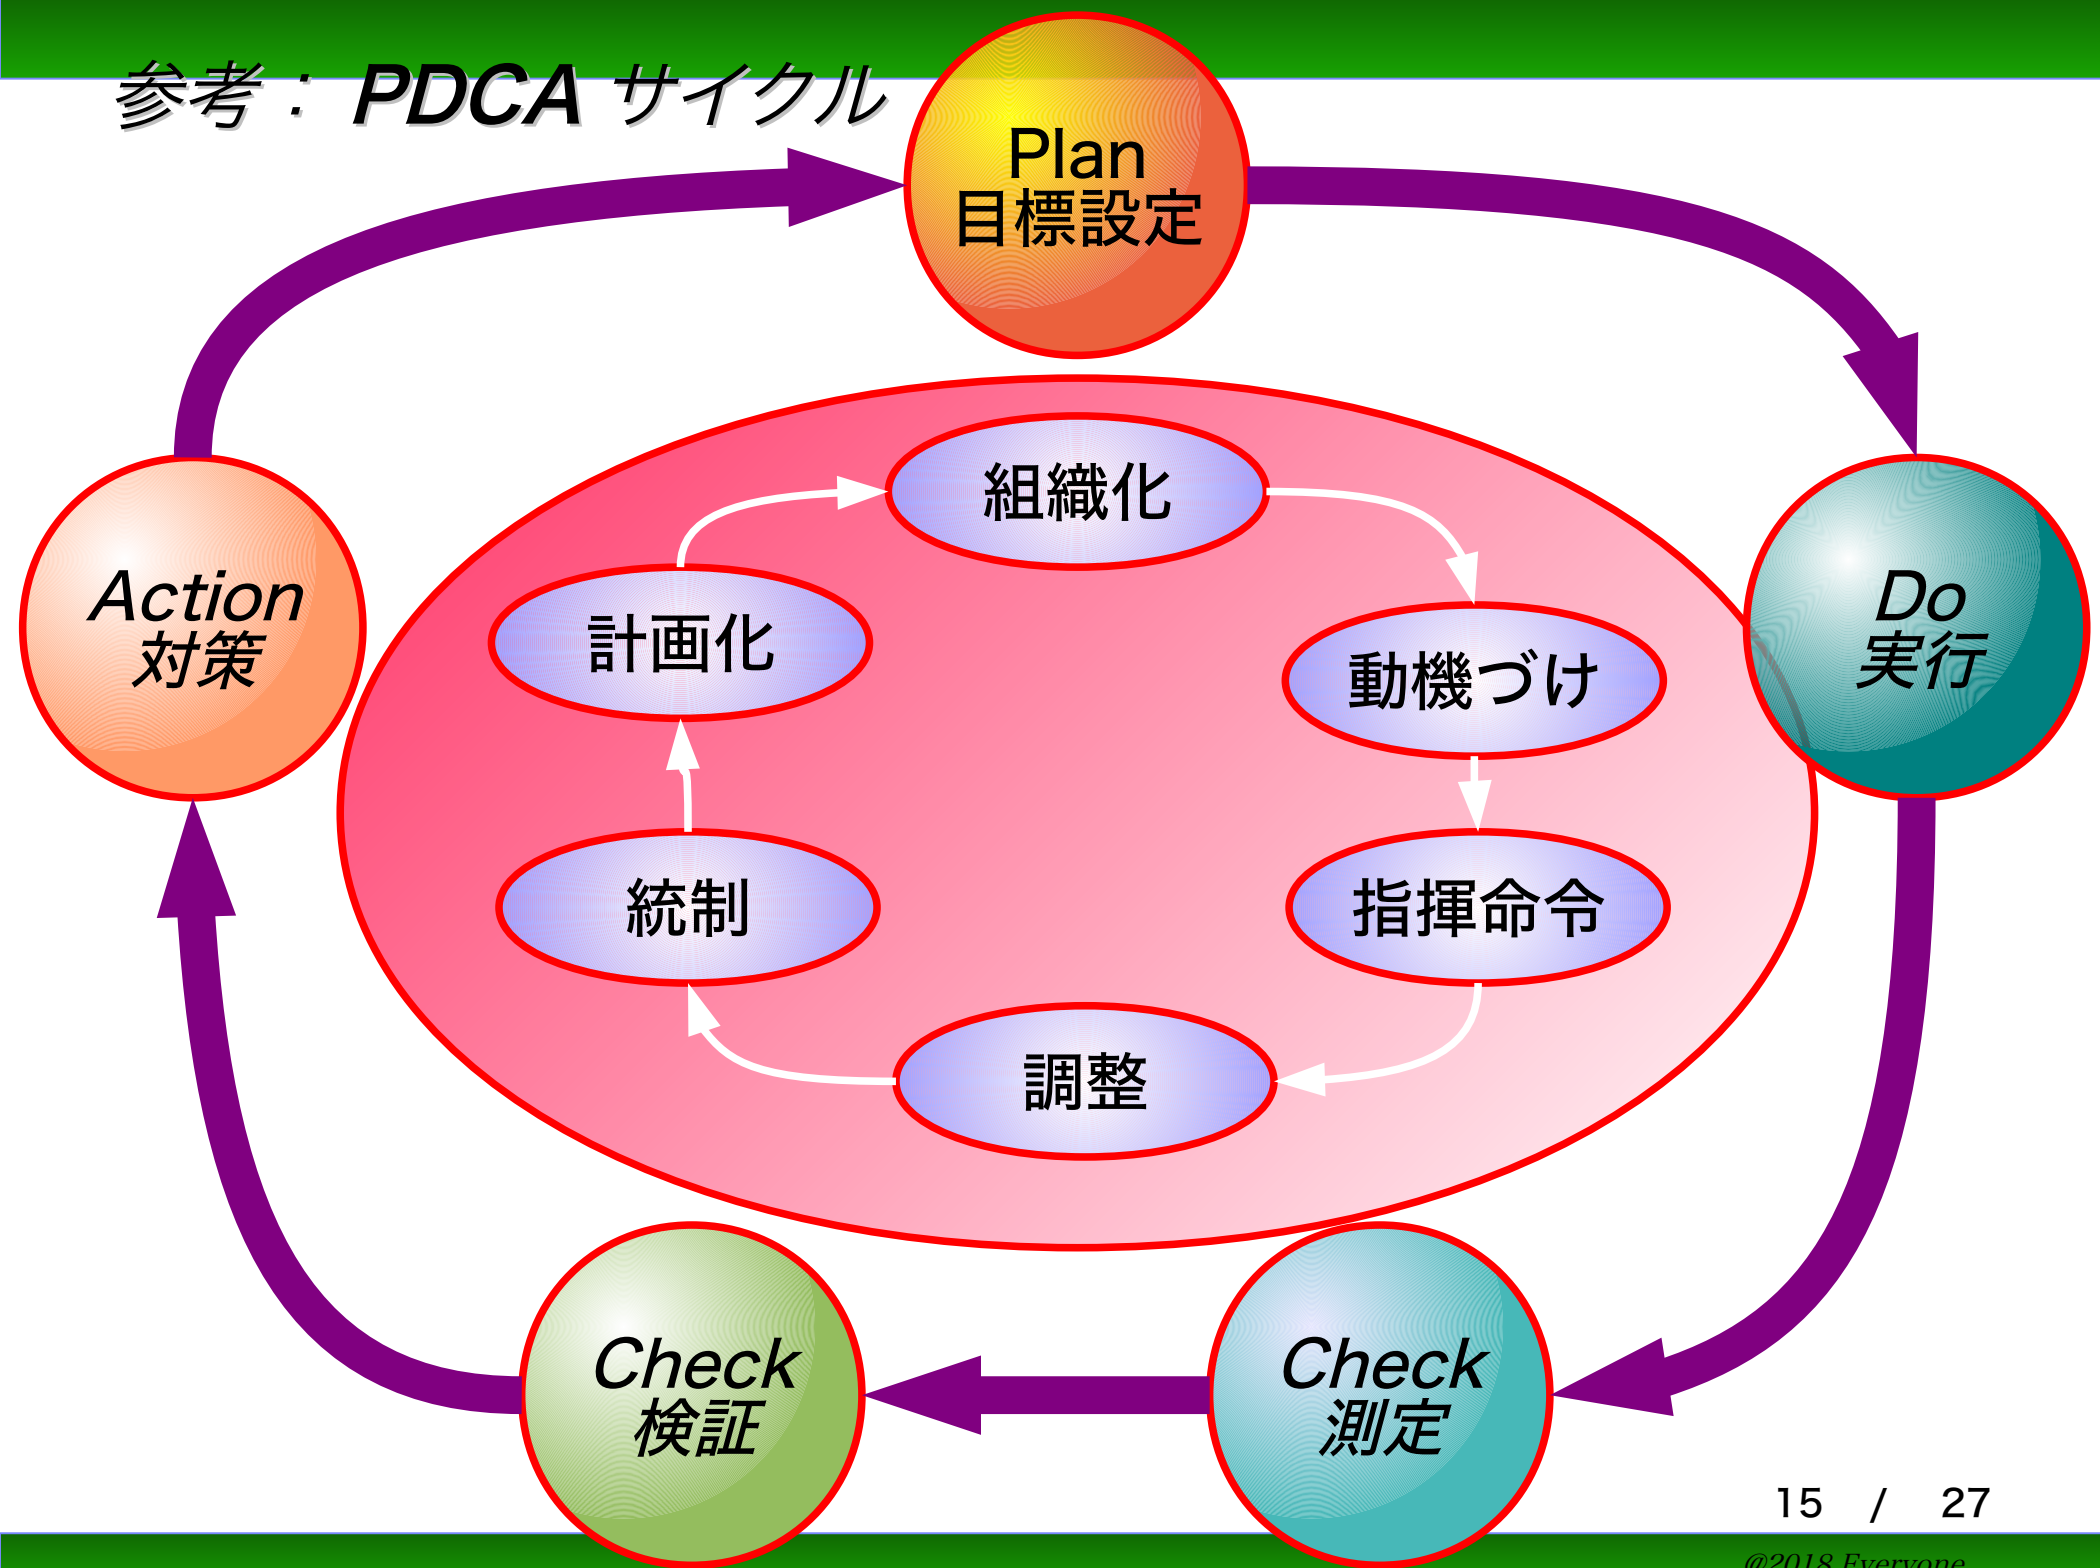 参考： PDCA サイクル
Plan
目標設定
Action
対策
Do
実行
組織化
計画化
動機づけ
統制
指揮命令
調整
Check
検証
Check
測定
15 / 27
@2018 Everyone